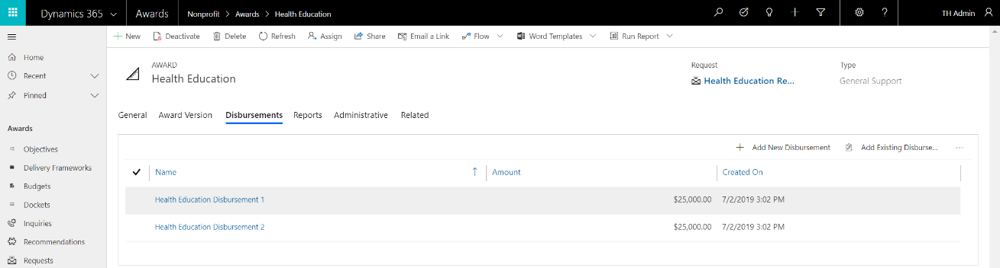 Dynamics 365 Awards Nonprofit > Awards > Health Education TH Admin
New Deactivate Delete Refresh Assign Share Email a Link Flow Word Templates Run Report
Home
Recent
Pinned
Awards
Objectives
Delivery Frameworks
Budgets
Dockets
Inquiries
Recommendations
Requests
AWARD
Health Education
Request
Health Education Re...
Type
General Support
General Award Version Disbursements Reports Administrative Related
Add New Disbursement Add Existing Disburse... ...
Name Amount Created On
Health Education Disbursement 1 $25,000.00 7/2/2019 3:02 PM
Health Education Disbursement 2 $25,000.00 7/2/2019 3:02 PM